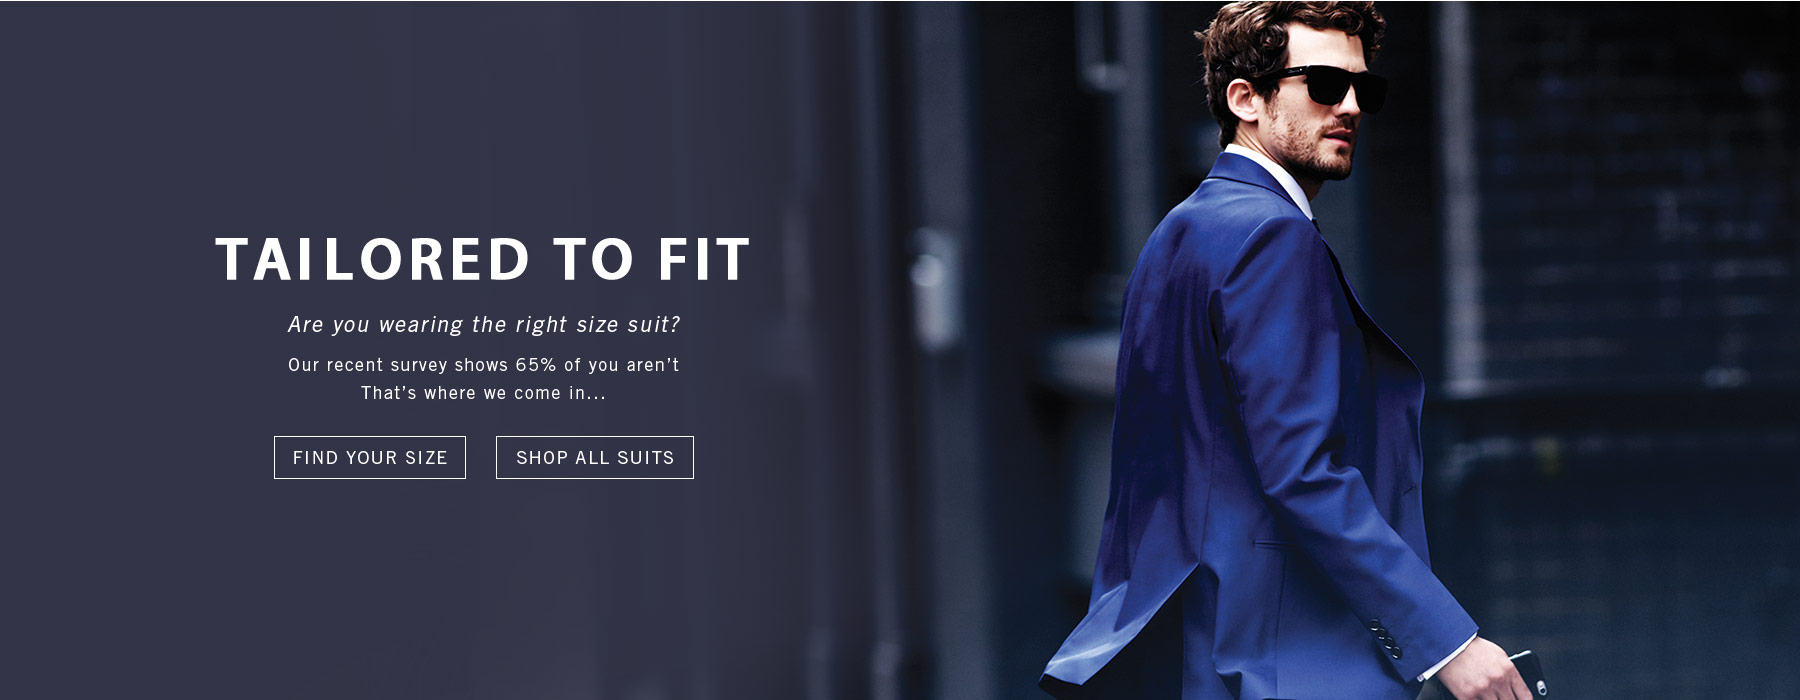 TAILORED TO FIT
Are you wearing the right size suit?
Our recent survey shows 65% of you aren’t
That’s where we come in...
FIND YOUR SIZE
SHOP ALL SUITS